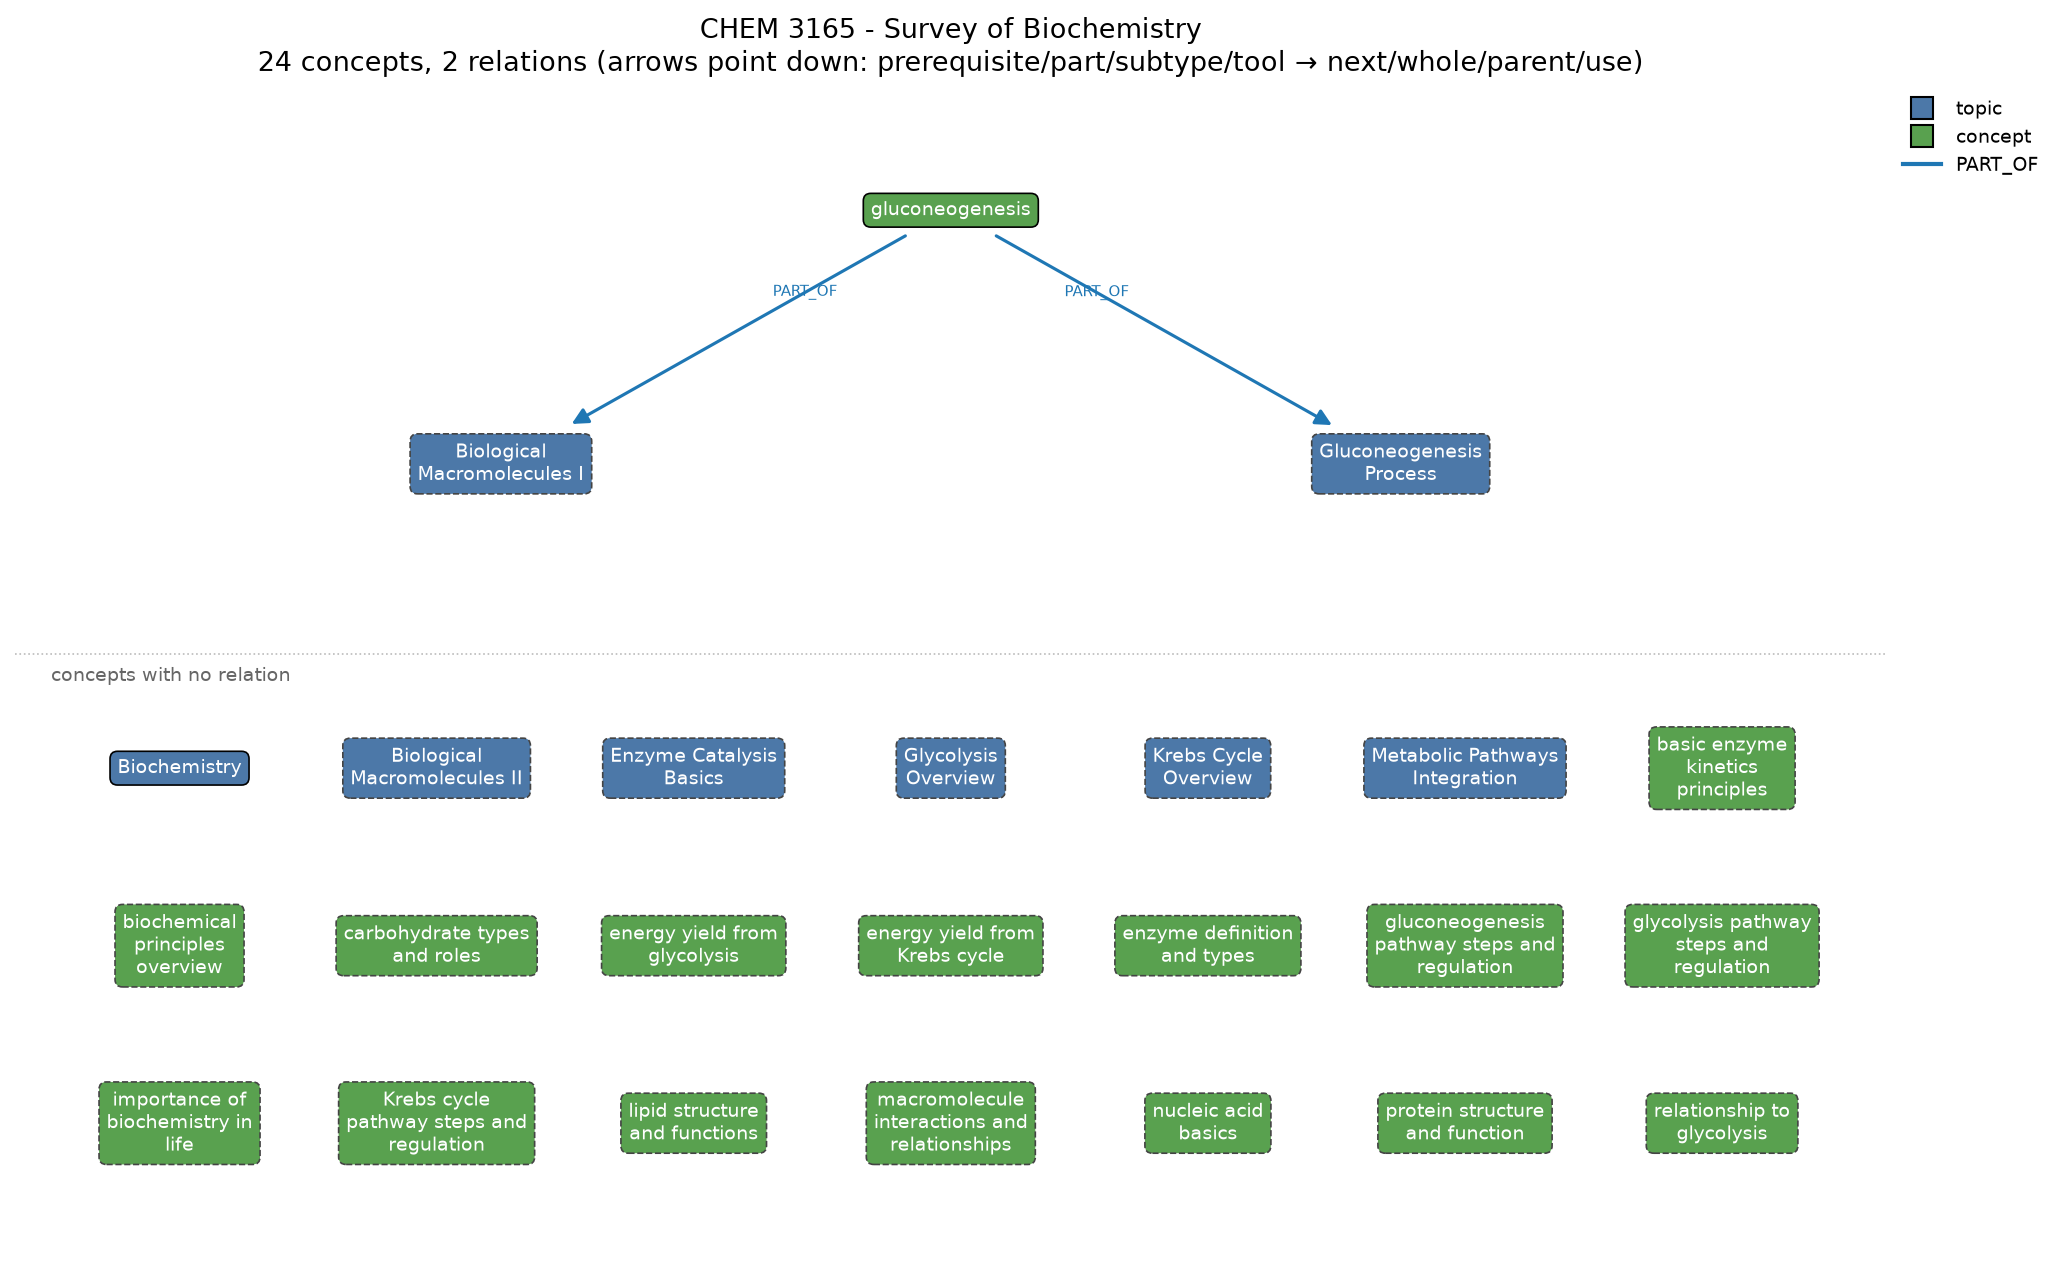 CHEM 3165 - Survey of Biochemistry
24 concepts, 2 relations (arrows point down: prerequisite/part/subtype/tool → next/whole/parent/use)
topic
concept
PART_OF
gluconeogenesis
PART_OF
PART_OF
Biological
Macromolecules I
Gluconeogenesis
Process
concepts with no relation
Biochemistry
Biological
Macromolecules II
Enzyme Catalysis
Basics
Glycolysis
Overview
Krebs Cycle
Overview
Metabolic Pathways
Integration
basic enzyme
kinetics
principles
biochemical
principles
overview
carbohydrate types
and roles
energy yield from
glycolysis
energy yield from
Krebs cycle
enzyme definition
and types
gluconeogenesis
pathway steps and
regulation
glycolysis pathway
steps and
regulation
importance of
biochemistry in
life
Krebs cycle
pathway steps and
regulation
lipid structure
and functions
macromolecule
interactions and
relationships
nucleic acid
basics
protein structure
and function
relationship to
glycolysis